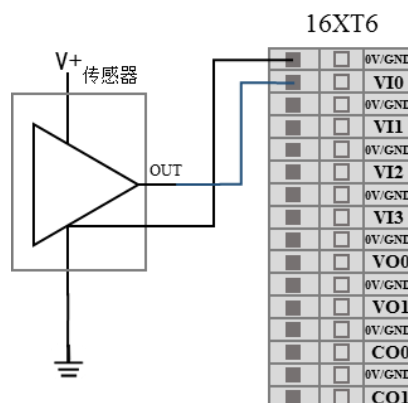 16XT6
V+
传感器
OUT
0V/GND
VI0
0V/GND
VI1
0V/GND
VI2
0V/GND
VI3
0V/GND
VO0
0V/GND
VO1
0V/GND
CO0
0V/GND
CO1